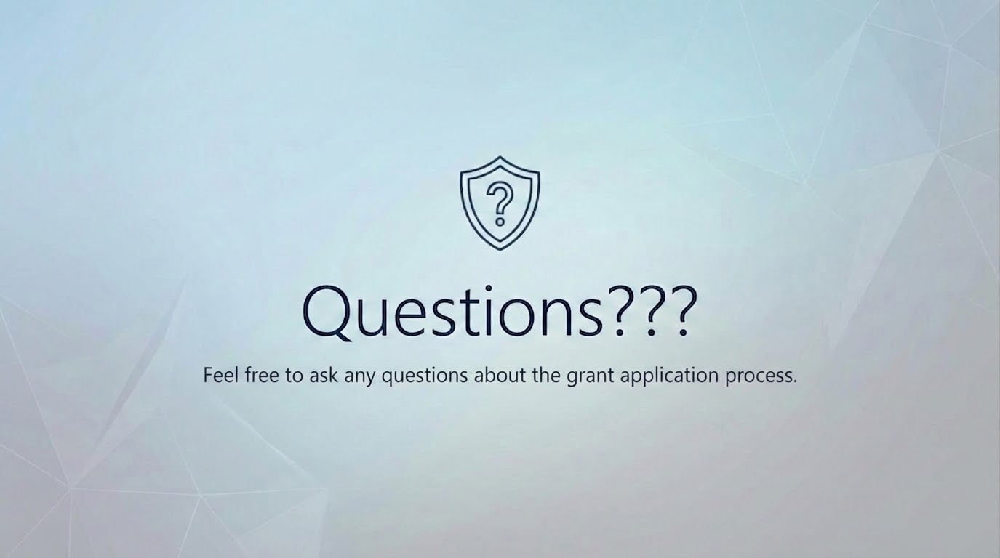 Questions???
Feel free to ask any questions about the grant application process.